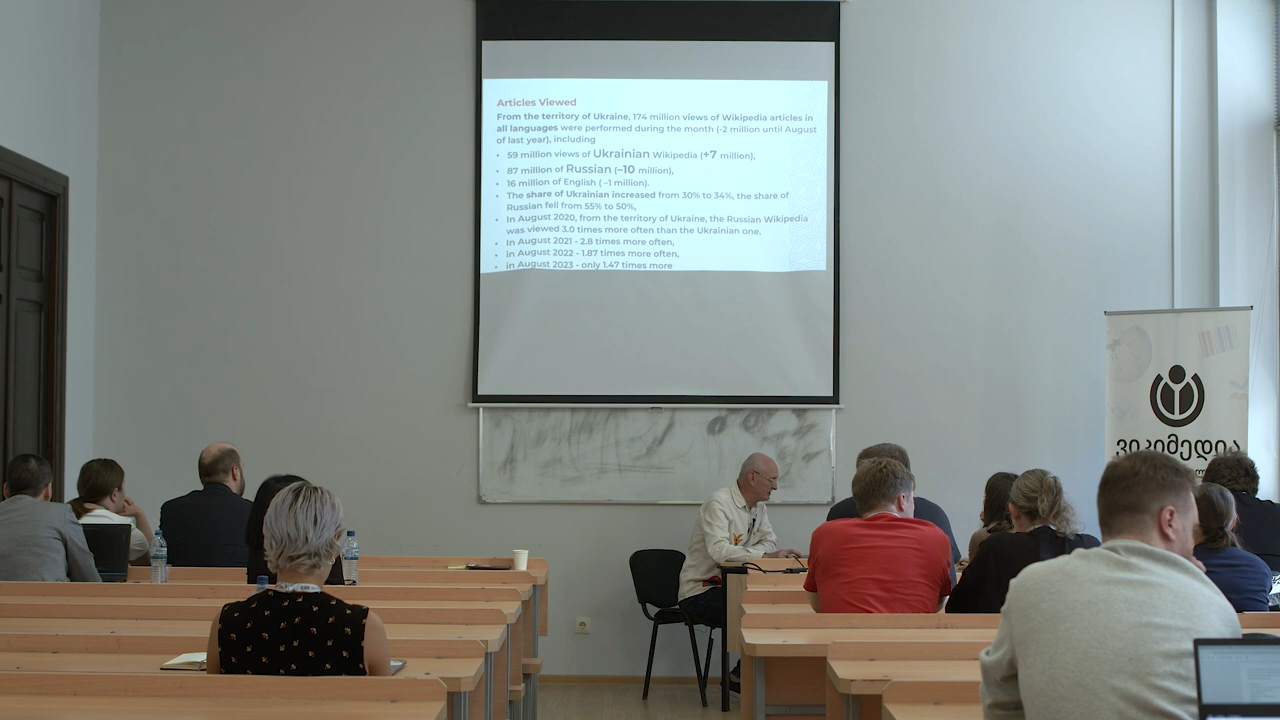 Articles Viewed
From the territory of Ukraine, 174 million views of Wikipedia articles in
all languages were performed during the month (-2 million until August
of last year), including
• 59 million views of Ukrainian Wikipedia (+7 million),
• 87 million of Russian (–10 million),
• 16 million of English ( –1 million).
• The share of Ukrainian increased from 30% to 34%, the share of
Russian fell from 55% to 50%,
• In August 2020, from the territory of Ukraine, the Russian Wikipedia
was viewed 3.0 times more often than the Ukrainian one.
• In August 2021 - 2.8 times more often,
• in August 2022 - 1.87 times more often,
• in August 2023 - only 1.47 times more
ვიკიმედია